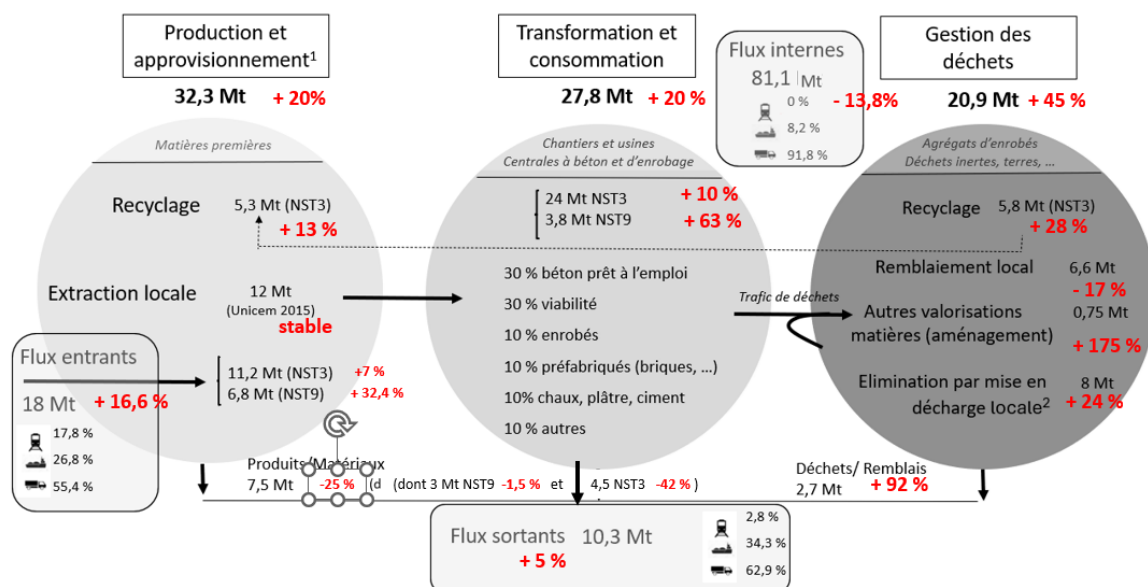 Production et
approvisionnement¹
32,3 Mt + 20%
Matières premières
Recyclage 5,3 Mt (NST3)
+ 13 %
Extraction locale 12 Mt
(Unicem 2015)
stable
Flux entrants
18 Mt + 16,6 %
11,2 Mt (NST3) +7 %
6,8 Mt (NST9) + 32,4 %
17,8 %
26,8 %
55,4 %
Transformation et
consommation
27,8 Mt + 20 %
Chantiers et usines
Centrales à béton et d'enrobage
24 Mt NST3 + 10 %
3,8 Mt NST9 + 63 %
30 % béton prêt à l'emploi
30 % viabilité
10 % enrobés
10 % préfabriqués (briques, …)
10% chaux, plâtre, ciment
10 % autres
Flux internes
81,1 Mt
0 % - 13,8%
8,2 %
91,8 %
Trafic de déchets
Gestion des
déchets
20,9 Mt + 45 %
Agrégats d'enrobés
Déchets inertes, terres, …
Recyclage 5,8 Mt (NST3)
+ 28 %
Remblaiement local 6,6 Mt
- 17 %
Autres valorisations 0,75 Mt
matières (aménagement)
+ 175 %
Elimination par mise en 8 Mt
décharge locale² + 24 %
Produits/Matériaux
7,5 Mt -25 % (d (dont 3 Mt NST9 -1,5 % et 4,5 NST3 -42 % )
Déchets/ Remblais
2,7 Mt + 92 %
Flux sortants 10,3 Mt
+ 5 %
2,8 %
34,3 %
62,9 %